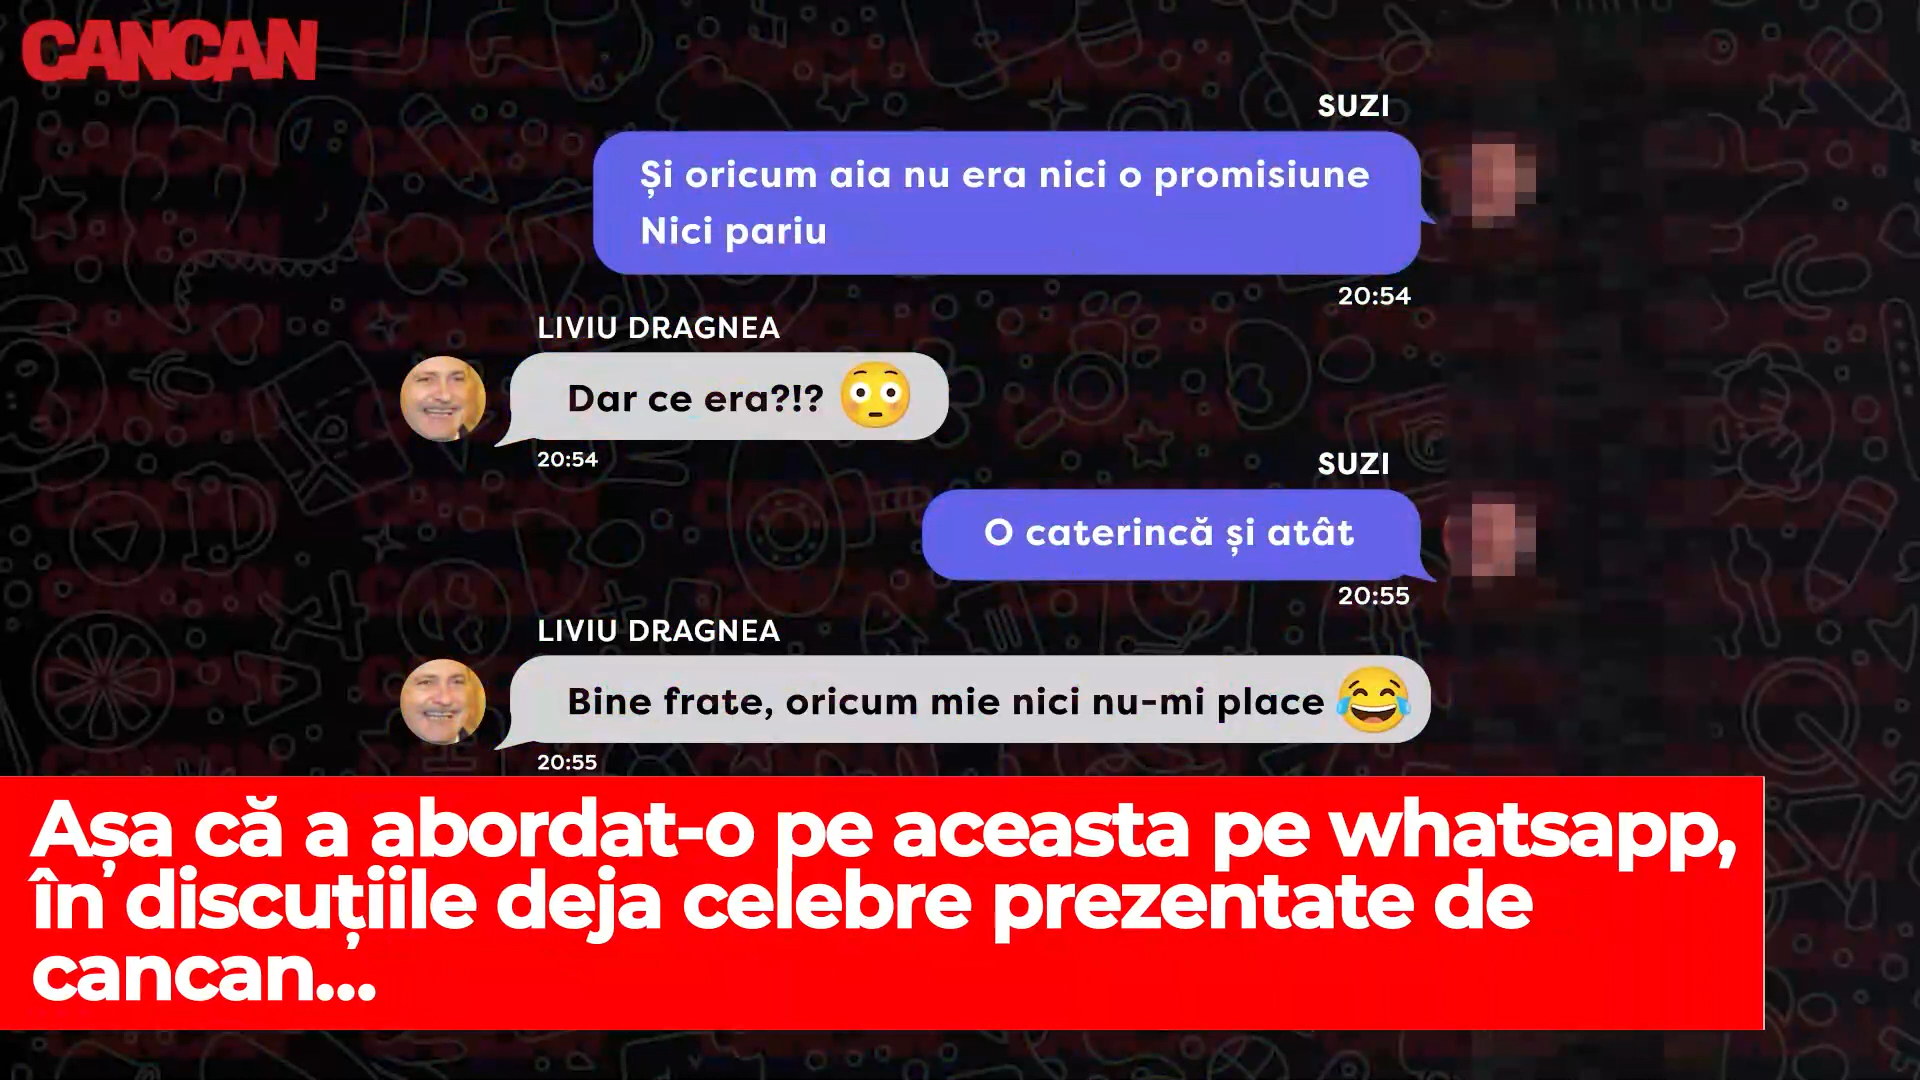 CANCAN
SUZI
Și oricum aia nu era nici o promisiune
Nici pariu
20:54
LIVIU DRAGNEA
Dar ce era?!? 😳
20:54
SUZI
O caterincă și atât
20:55
LIVIU DRAGNEA
Bine frate, oricum mie nici nu-mi place 😂
20:55
Așa că a abordat-o pe aceasta pe whatsapp,
în discuțiile deja celebre prezentate de
cancan...